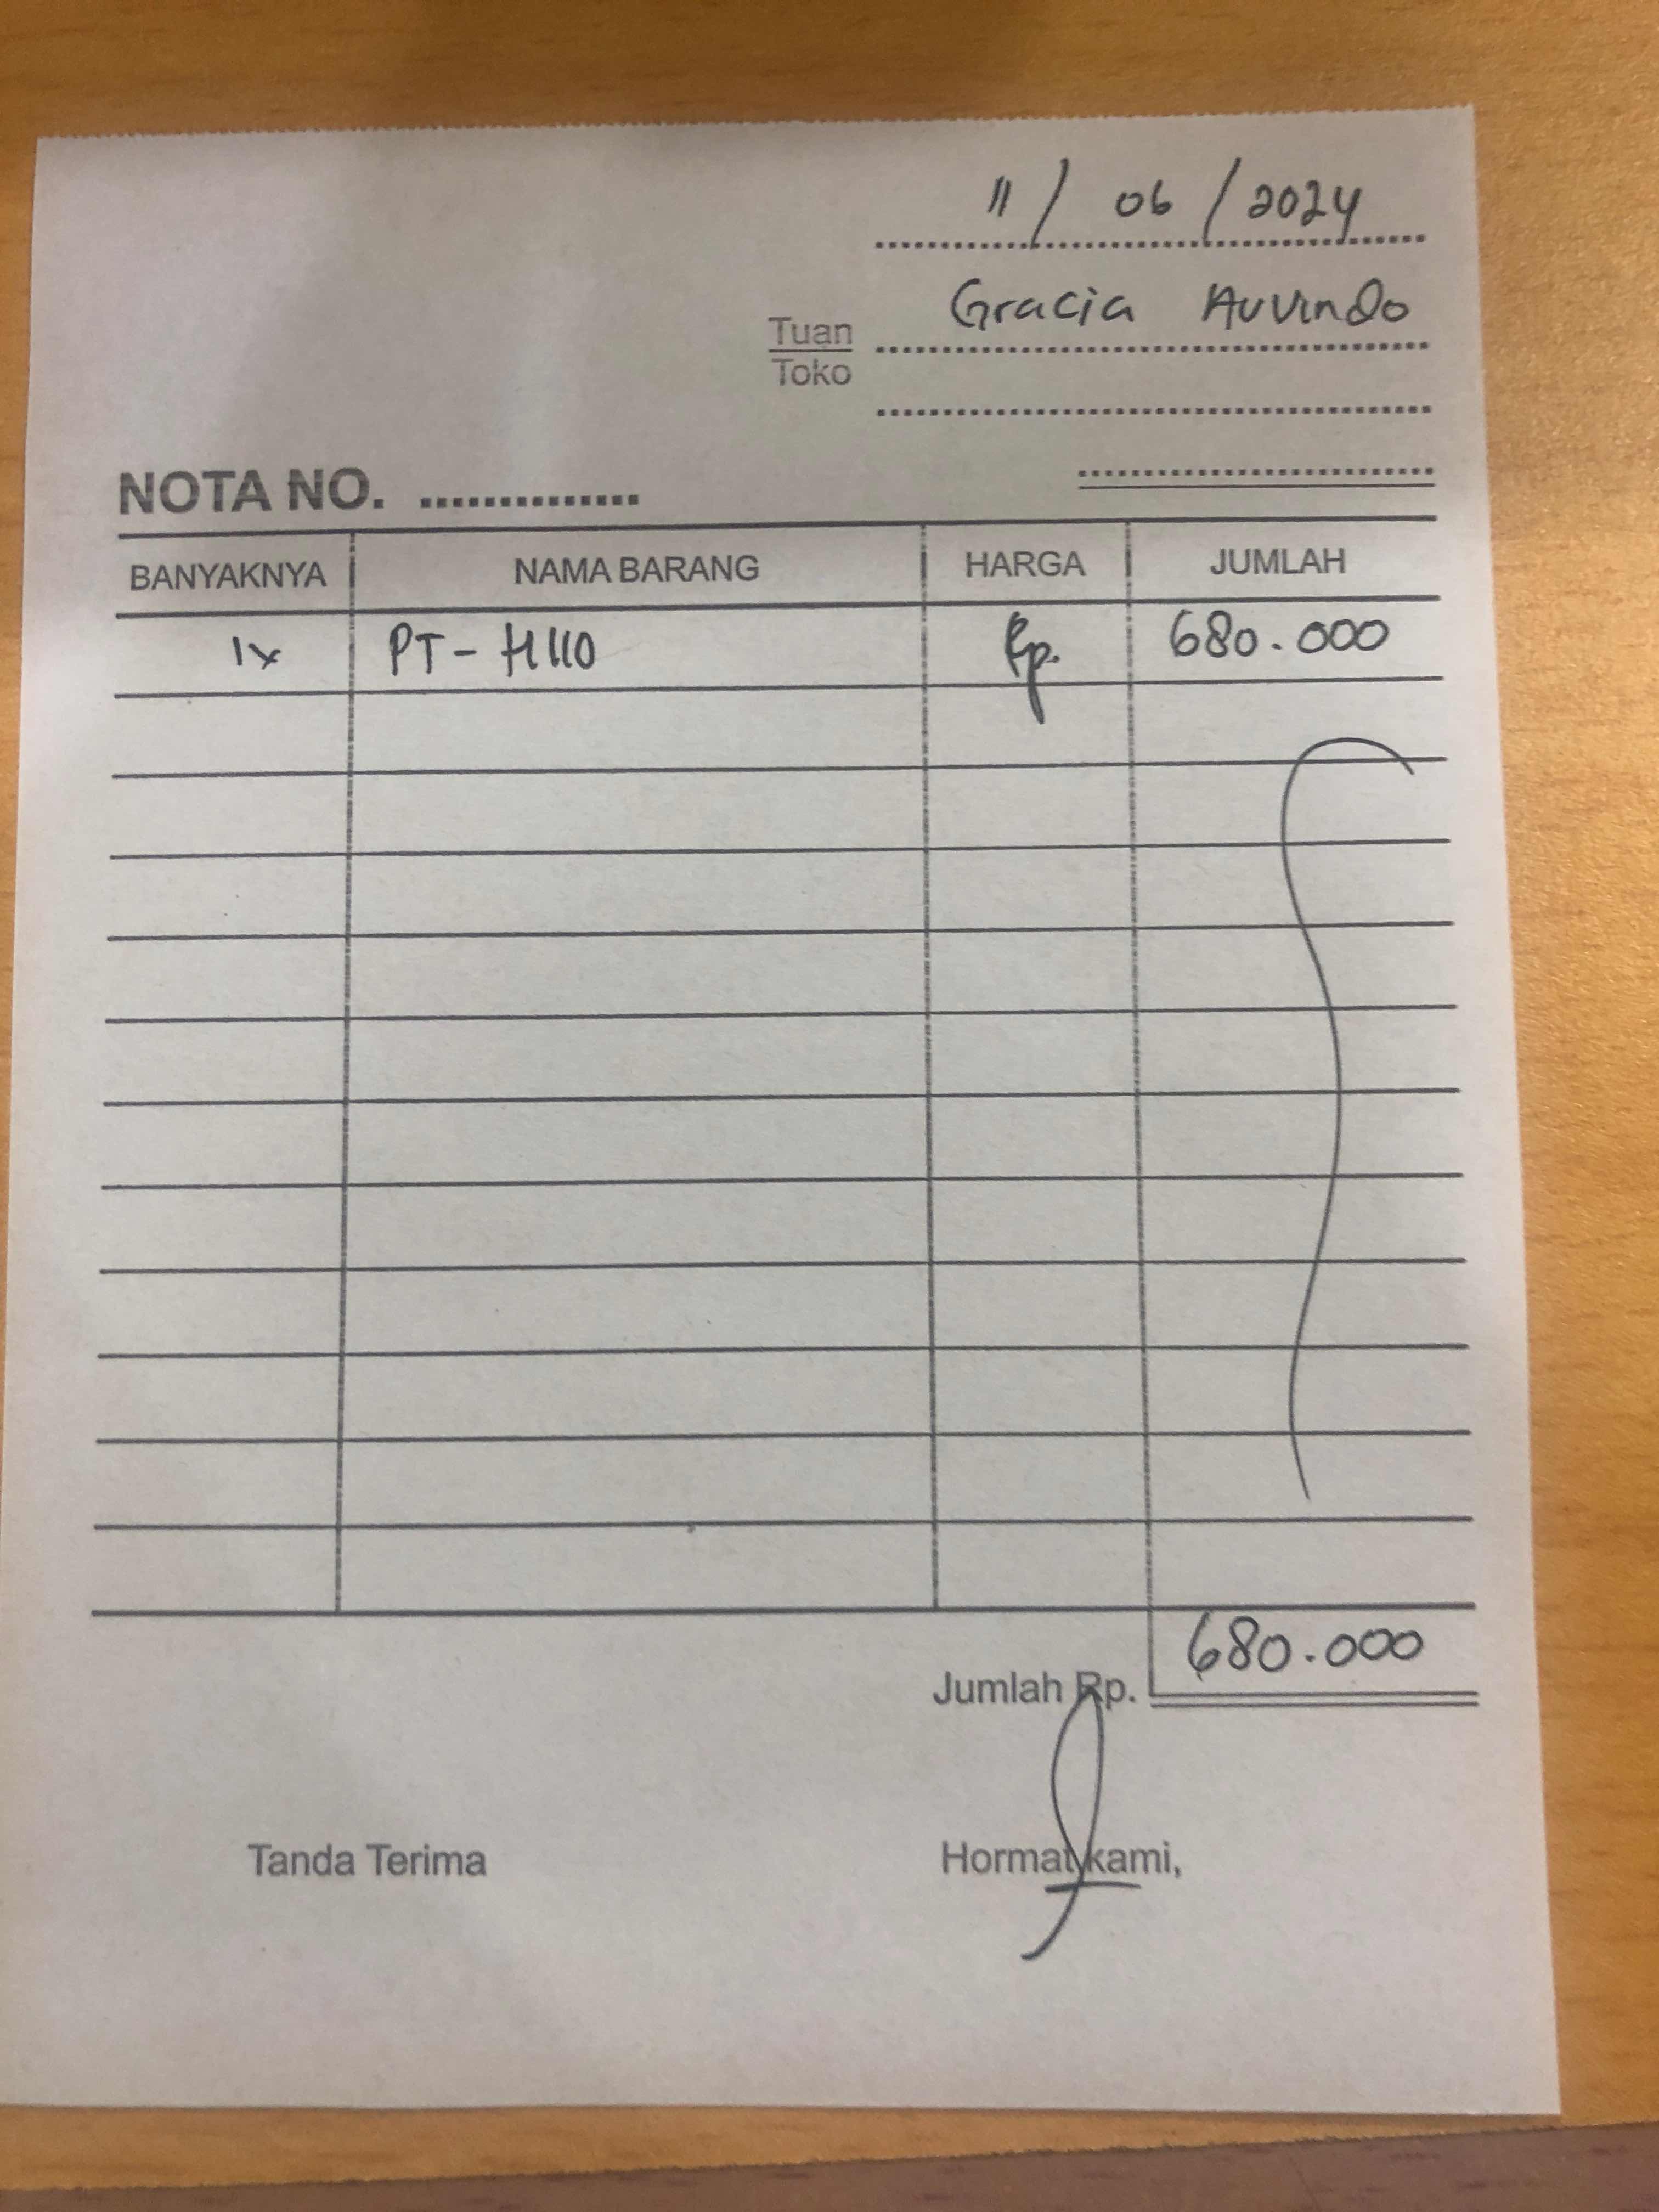 11 / 06 / 2024
Tuan Gracia Auvindo
Toko
NOTA NO. ..............
BANYAKNYA NAMA BARANG HARGA JUMLAH
1x PT - H110 Rp. 680.000
680.000
Jumlah Rp.
Tanda Terima Hormat kami,